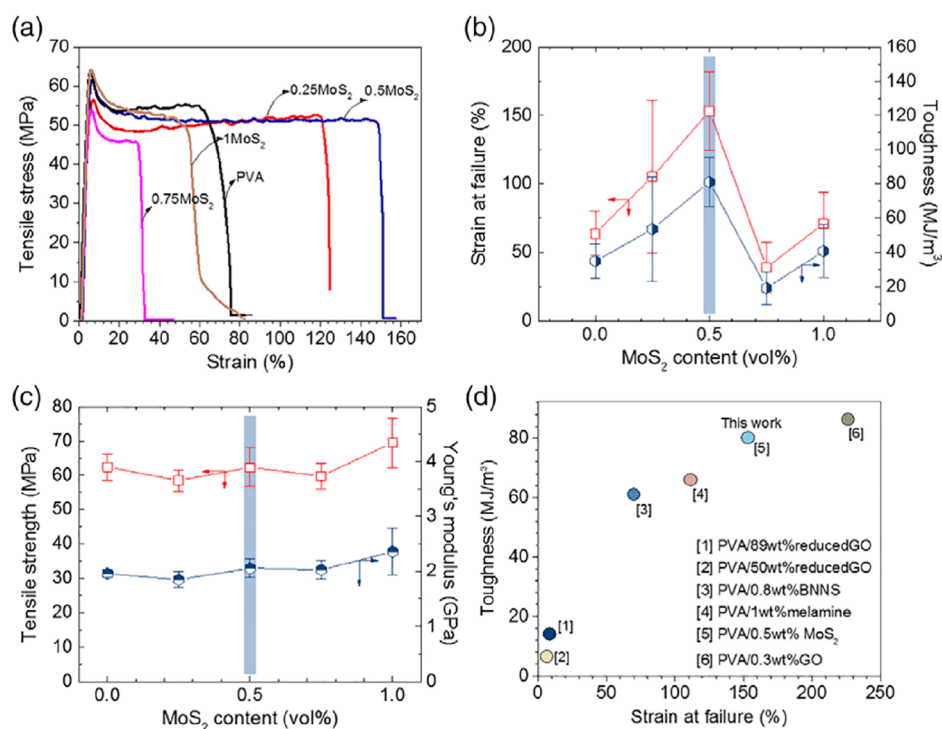 (a)
70
60
50
40
30
20
10
0
Tensile stress (MPa)
0.25MoS₂
0.5MoS₂
1MoS₂
PVA
0.75MoS₂
0 20 40 60 80 100 120 140 160
Strain (%)
(b)
200
150
100
50
0
Strain at failure (%)
160
140
120
100
80
60
40
20
0
Toughness (MJ/m³)
0.0 0.5 1.0
MoS₂ content (vol%)
(c)
80
70
60
50
40
30
20
10
0
Tensile strength (MPa)
5
4
3
2
1
0
Young's modulus
(GPa)
0.0 0.5 1.0
MoS₂ content (vol%)
(d)
80
60
40
20
0
Toughness (MJ/m³)
This work
[5]
[6]
[4]
[3]
[1]
[2]
[1] PVA/89wt%reducedGO
[2] PVA/50wt%reducedGO
[3] PVA/0.8wt%BNNS
[4] PVA/1wt%melamine
[5] PVA/0.5wt% MoS₂
[6] PVA/0.3wt%GO
0 50 100 150 200 250
Strain at failure (%)